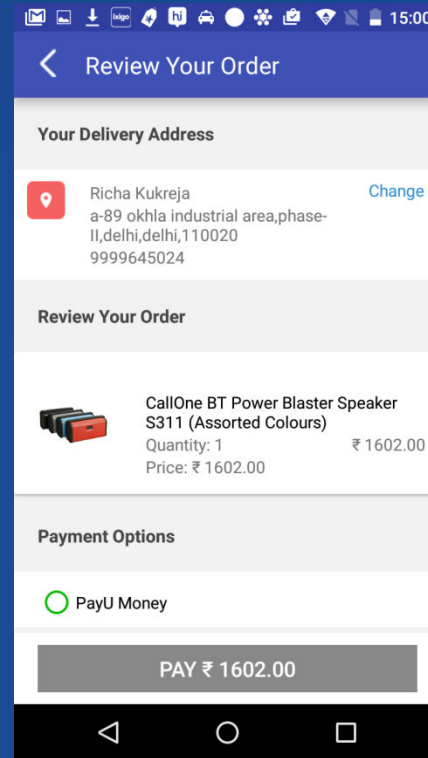 ixigo
hi
15:00
Review Your Order
Your Delivery Address
Richa Kukreja
Change
a-89 okhla industrial area,phase-
II,delhi,delhi,110020
9999645024
Review Your Order
CallOne BT Power Blaster Speaker
S311 (Assorted Colours)
Quantity: 1
₹ 1602.00
Price: ₹ 1602.00
Payment Options
PayU Money
PAY ₹ 1602.00